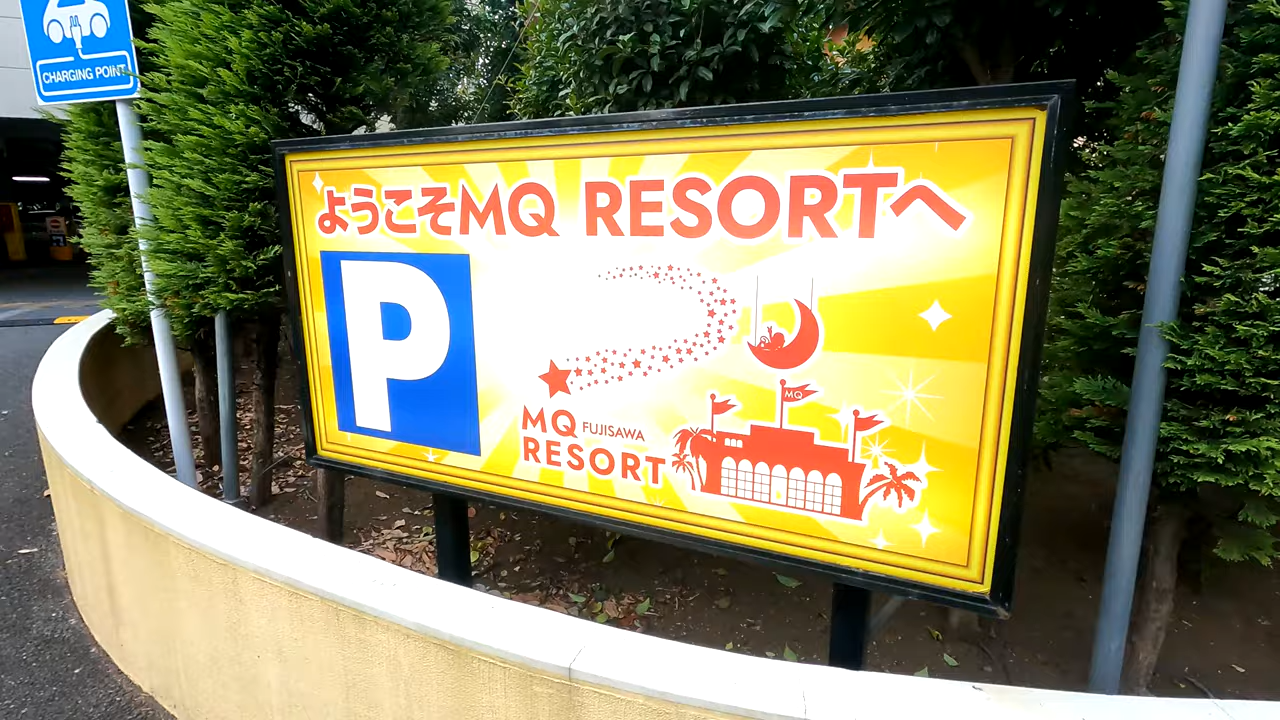 CHARGING POINT
ようこそMQ RESORTへ
P
MQ
MQ FUJISAWA
RESORT